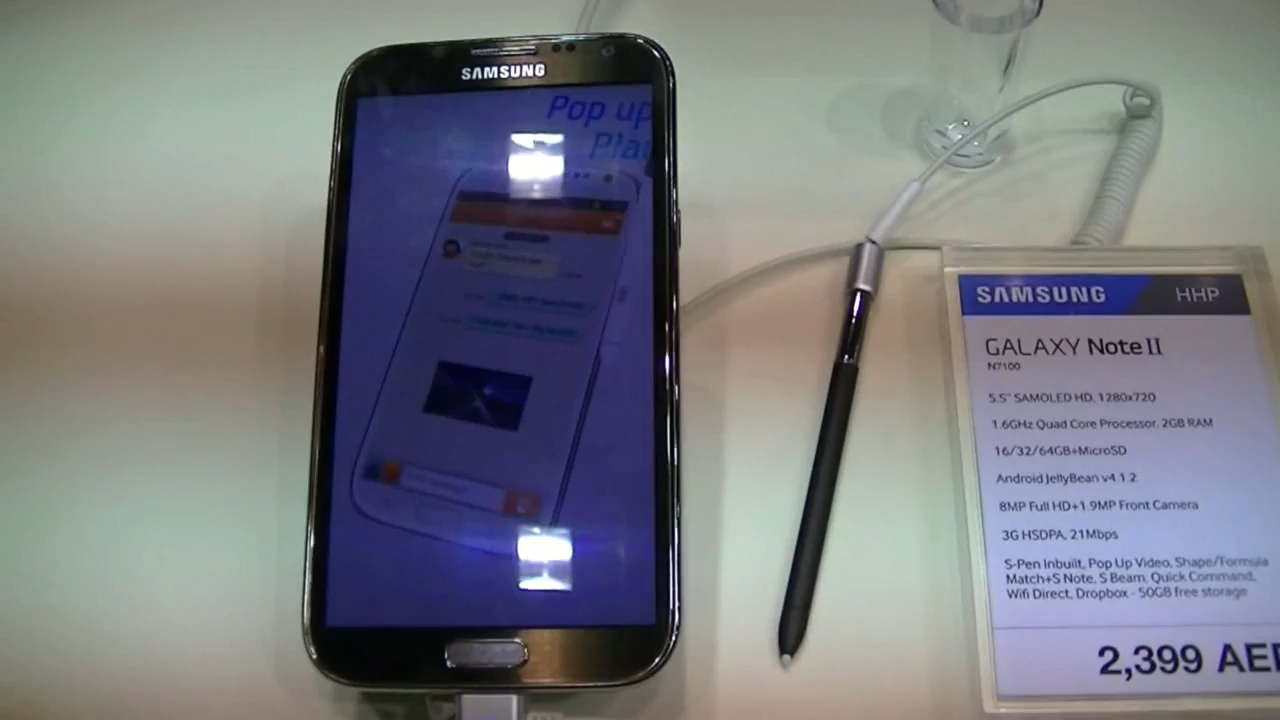 SAMSUNG
Pop up
Play
SAMSUNG HHP
GALAXY Note II
N7100
5.5" SAMOLED HD, 1280x720
1.6GHz Quad Core Processor, 2GB RAM
16/32/64GB+MicroSD
Android JellyBean v4.1.2
8MP Full HD+1.9MP Front Camera
3G HSDPA, 21Mbps
S-Pen Inbuilt, Pop Up Video, Shape/Formula
Match+S Note, S Beam, Quick Command,
Wifi Direct, Dropbox - 50GB free storage
2,399 AED